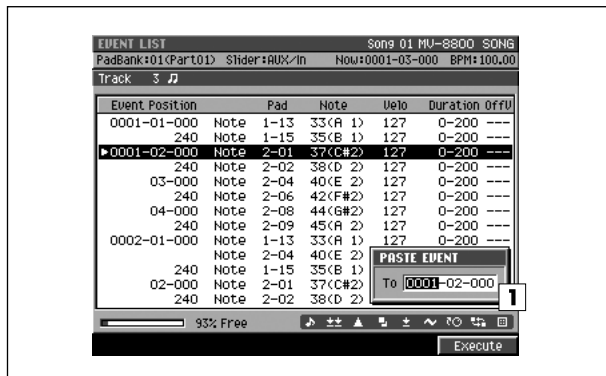 EVENT LIST Song 01 MV-8800 SONG
PadBank:01(Part01) Slider:AUX/In Now:0001-03-000 BPM:100.00
Track 3
Event Position Pad Note Velo Duration OffV
0001-01-000 Note 1-13 33(A 1) 127 0-200 ---
240 Note 1-15 35(B 1) 127 0-200 ---
0001-02-000 Note 2-01 37(C#2) 127 0-200 ---
240 Note 2-02 38(D 2) 127 0-200 ---
03-000 Note 2-04 40(E 2) 127 0-200 ---
240 Note 2-06 42(F#2) 127 0-200 ---
04-000 Note 2-08 44(G#2) 127 0-200 ---
240 Note 2-09 45(A 2) 127 0-200 ---
0002-01-000 Note 1-13 33(A 1) 127 0-200 ---
Note 2-04 40(E 2)
240 Note 1-15 35(B 1)
02-000 Note 2-01 37(C#2)
240 Note 2-02 38(D 2)
PASTE EVENT
To 0001-02-000
1
93% Free
Execute